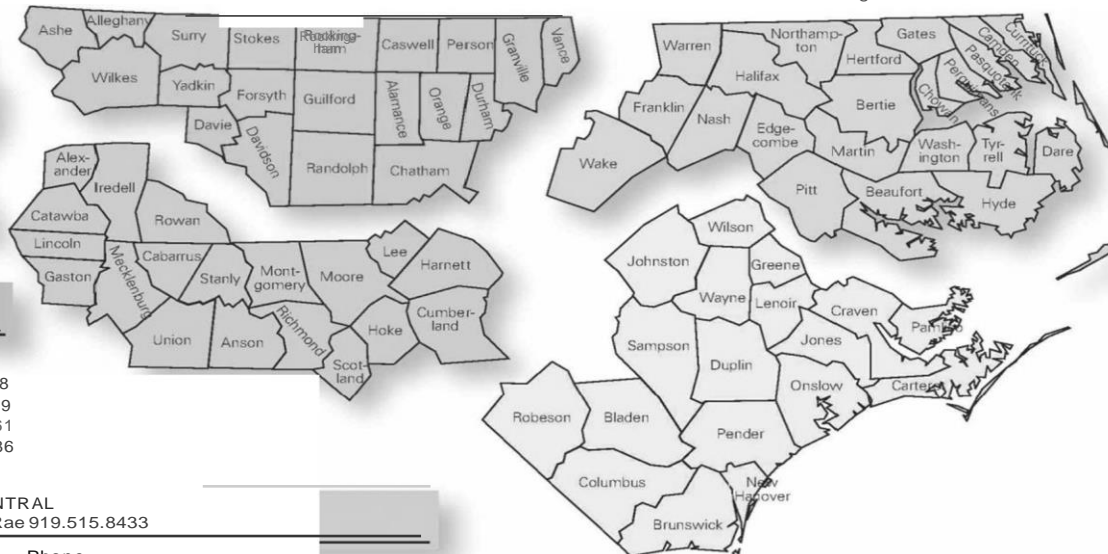 Ashe
Alleghany
Surry
Stokes
Rocking-
ham
Caswell
Person
Granville
Vance
Wilkes
Yadkin
Forsyth
Guilford
Alamance
Orange
Durham
Davie
Davidson
Randolph
Chatham
Alex-
ander
Iredell
Catawba
Rowan
Lincoln
Gaston
Mecklenburg
Cabarrus
Stanly
Mont-
gomery
Moore
Lee
Harnett
Union
Anson
Richmond
Scot-
land
Hoke
Cumber-
land
Warren
Northamp-
ton
Gates
Camden
Currituck
Pasquotank
Perquimans
Chowan
Halifax
Hertford
Bertie
Franklin
Nash
Edge-
combe
Wake
Martin
Wash-
ington
Tyr-
rell
Dare
Pitt
Beaufort
Hyde
Wilson
Johnston
Greene
Wayne
Lenoir
Craven
Pamlico
Sampson
Duplin
Jones
Onslow
Carteret
Robeson
Bladen
Pender
Columbus
New
Hanover
Brunswick
8
9
61
36
NTRAL
Rae 919.515.8433
Phone